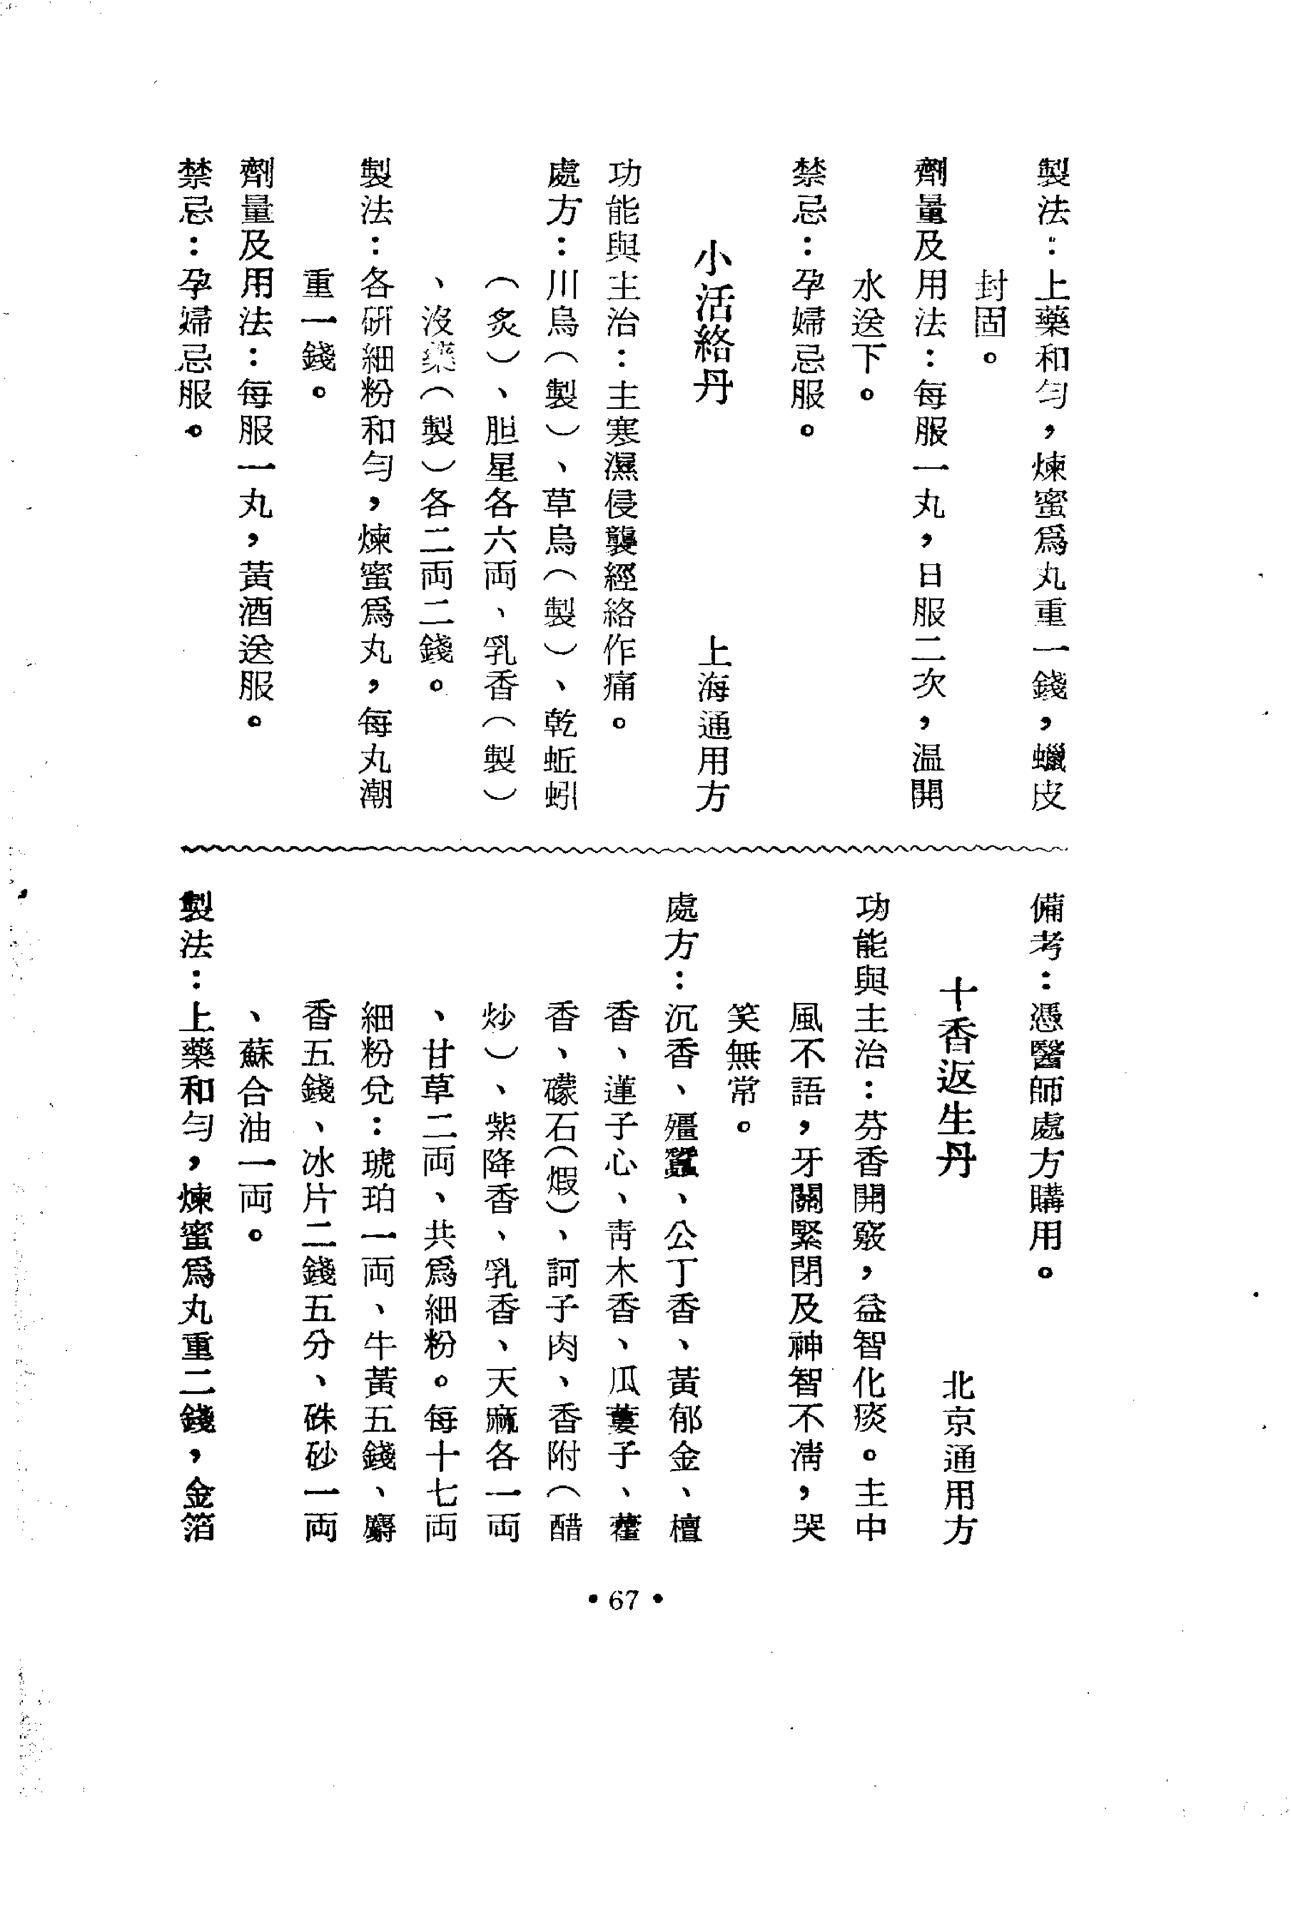 製法：上藥和勻，煉蜜爲丸重一錢，蠟皮
封固。
劑量及用法：每服一丸，日服二次，温開
水送下。
禁忌：孕婦忌服。
小活絡丹　上海通用方
功能與主治：主寒濕侵襲經絡作痛。
處方：川烏（製）、草烏（製）、乾蚯蚓
（炙）、胆星各六両、乳香（製）
、沒藥（製）各二両二錢。
製法：各研細粉和勻，煉蜜爲丸，每丸潮
重一錢。
劑量及用法：每服一丸，黃酒送服。
禁忌：孕婦忌服。
備考：憑醫師處方購用。
十香返生丹　北京通用方
功能與主治：芬香開竅，益智化痰。主中
風不語，牙關緊閉及神智不清，哭
笑無常。
處方：沉香、殭蠶、公丁香、黃郁金、檀
香、蓮子心、靑木香、瓜蔞子、藿
香、礞石（煆）、訶子肉、香附（醋
炒）、紫降香、乳香、天麻各一両
、甘草二両、共爲細粉。每十七両
細粉兌：琥珀一両、牛黃五錢、麝
香五錢、冰片二錢五分、硃砂一両
、蘇合油一両。
製法：上藥和勻，煉蜜爲丸重二錢，金箔
• 67 •